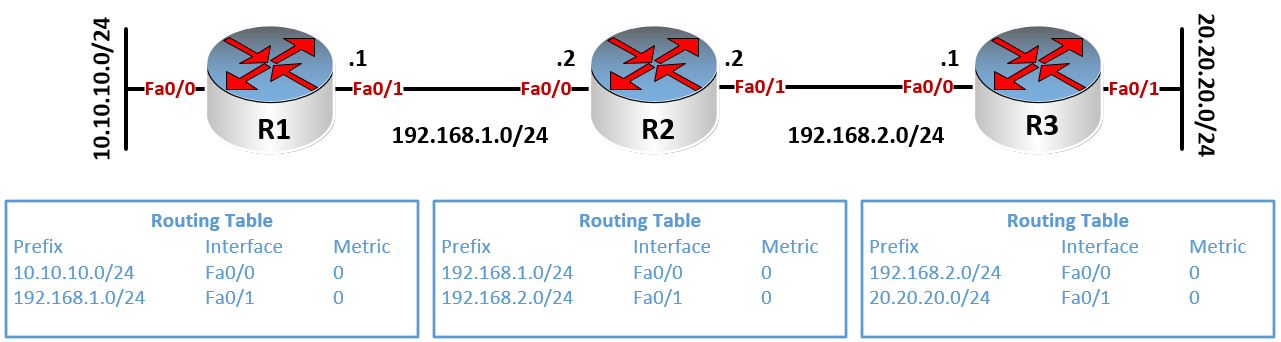 10.10.10.0/24
Fa0/0
R1
.1
Fa0/1
192.168.1.0/24
.2
Fa0/0
R2
.2
Fa0/1
192.168.2.0/24
.1
Fa0/0
R3
Fa0/1
20.20.20.0/24
Routing Table
Prefix Interface Metric
10.10.10.0/24 Fa0/0 0
192.168.1.0/24 Fa0/1 0
Routing Table
Prefix Interface Metric
192.168.1.0/24 Fa0/0 0
192.168.2.0/24 Fa0/1 0
Routing Table
Prefix Interface Metric
192.168.2.0/24 Fa0/0 0
20.20.20.0/24 Fa0/1 0